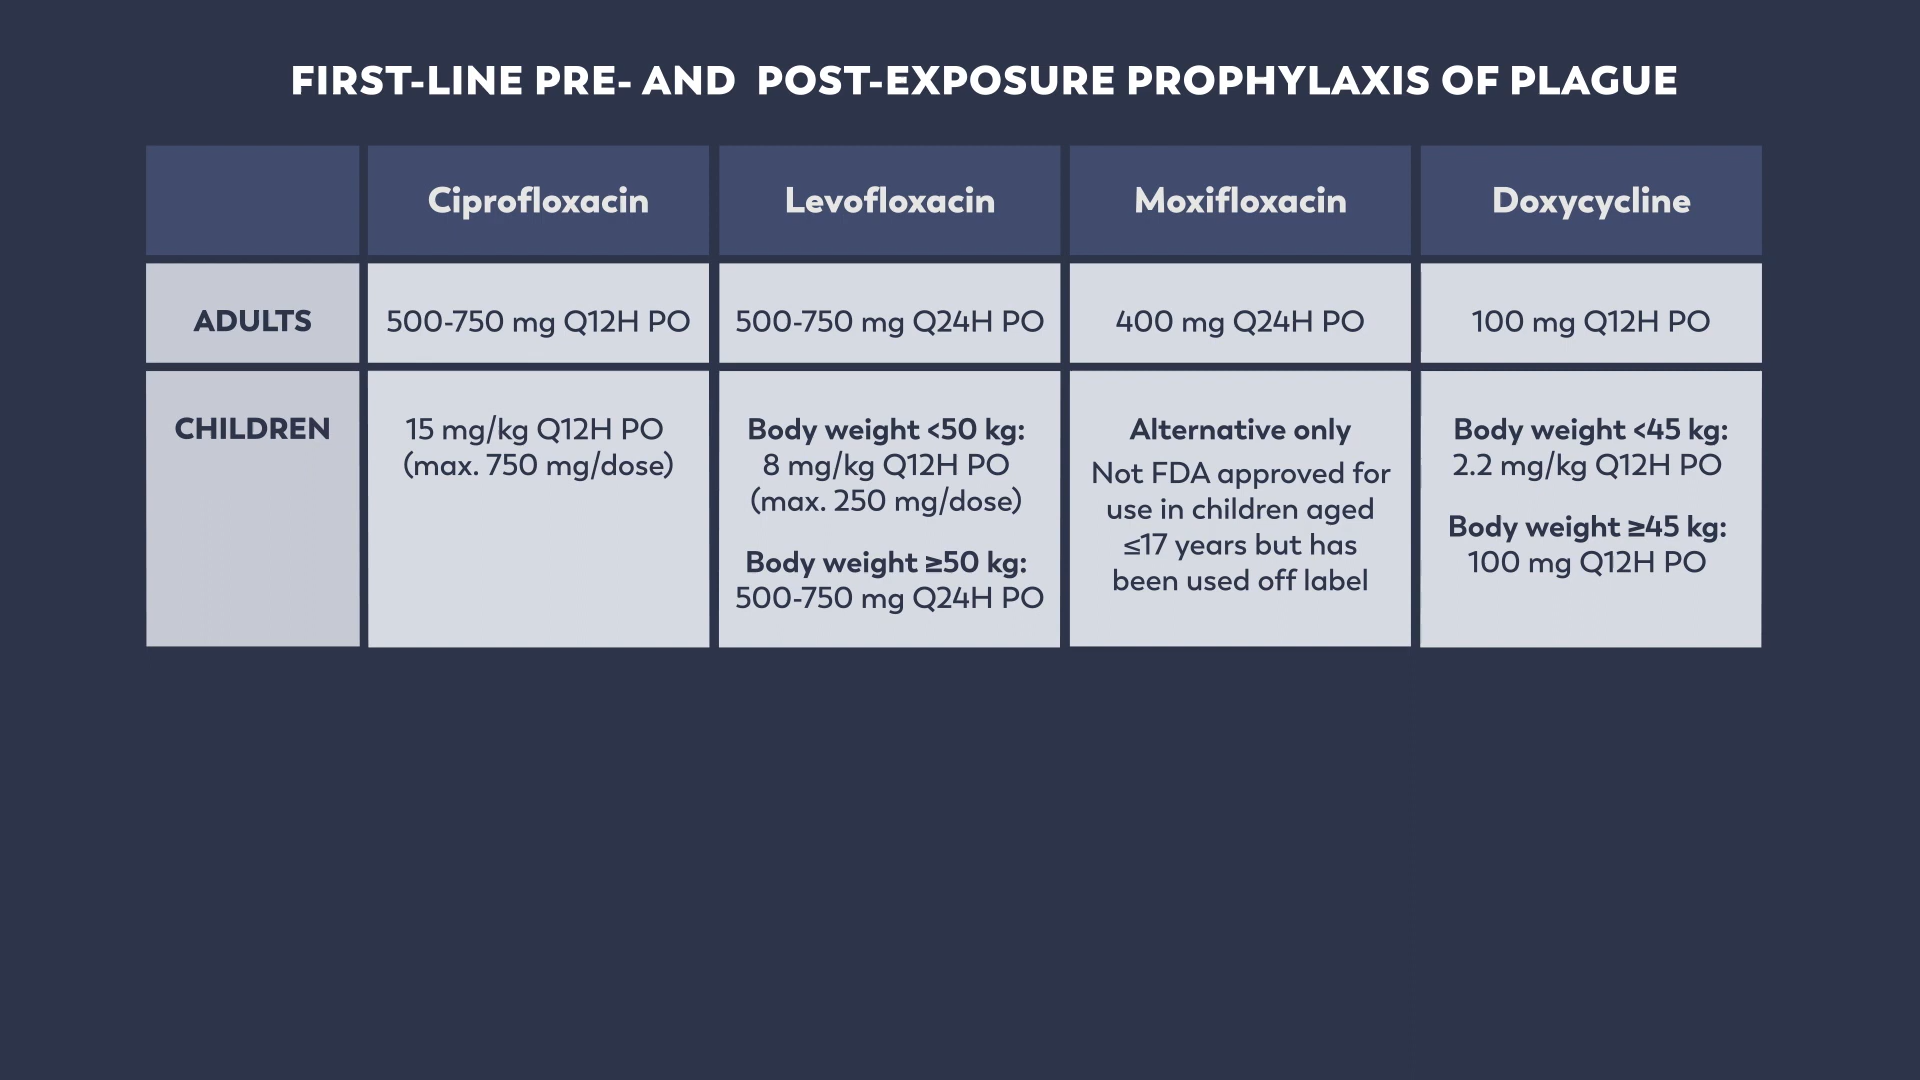 FIRST-LINE PRE- AND  POST-EXPOSURE PROPHYLAXIS OF PLAGUE
Ciprofloxacin
Levofloxacin
Moxifloxacin
Doxycycline
ADULTS
500-750 mg Q12H PO
500-750 mg Q24H PO
400 mg Q24H PO
100 mg Q12H PO
CHILDREN
15 mg/kg Q12H PO
(max. 750 mg/dose)
Body weight <50 kg:
8 mg/kg Q12H PO
(max. 250 mg/dose)
Body weight ≥50 kg:
500-750 mg Q24H PO
Alternative only
Not FDA approved for
use in children aged
≤17 years but has
been used off label
Body weight <45 kg:
2.2 mg/kg Q12H PO
Body weight ≥45 kg:
100 mg Q12H PO